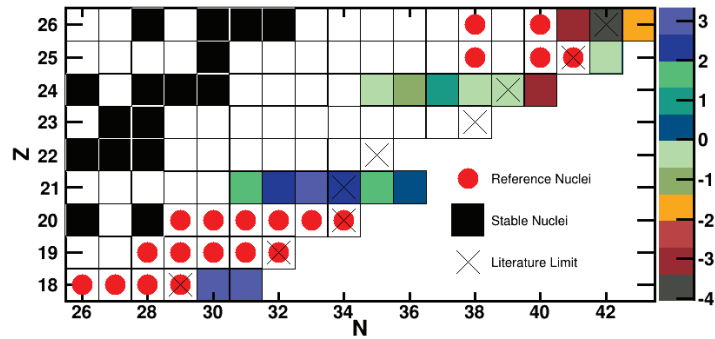 26
25
24
23
22
21
20
19
18
Z
Reference Nuclei
Stable Nuclei
Literature Limit
26 28 30 32 34 36 38 40 42
N
3
2
1
0
-1
-2
-3
-4